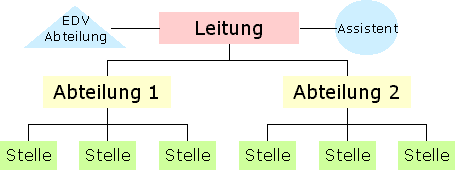 EDV
Abteilung
Leitung
Assistent
Abteilung 1
Abteilung 2
Stelle
Stelle
Stelle
Stelle
Stelle
Stelle